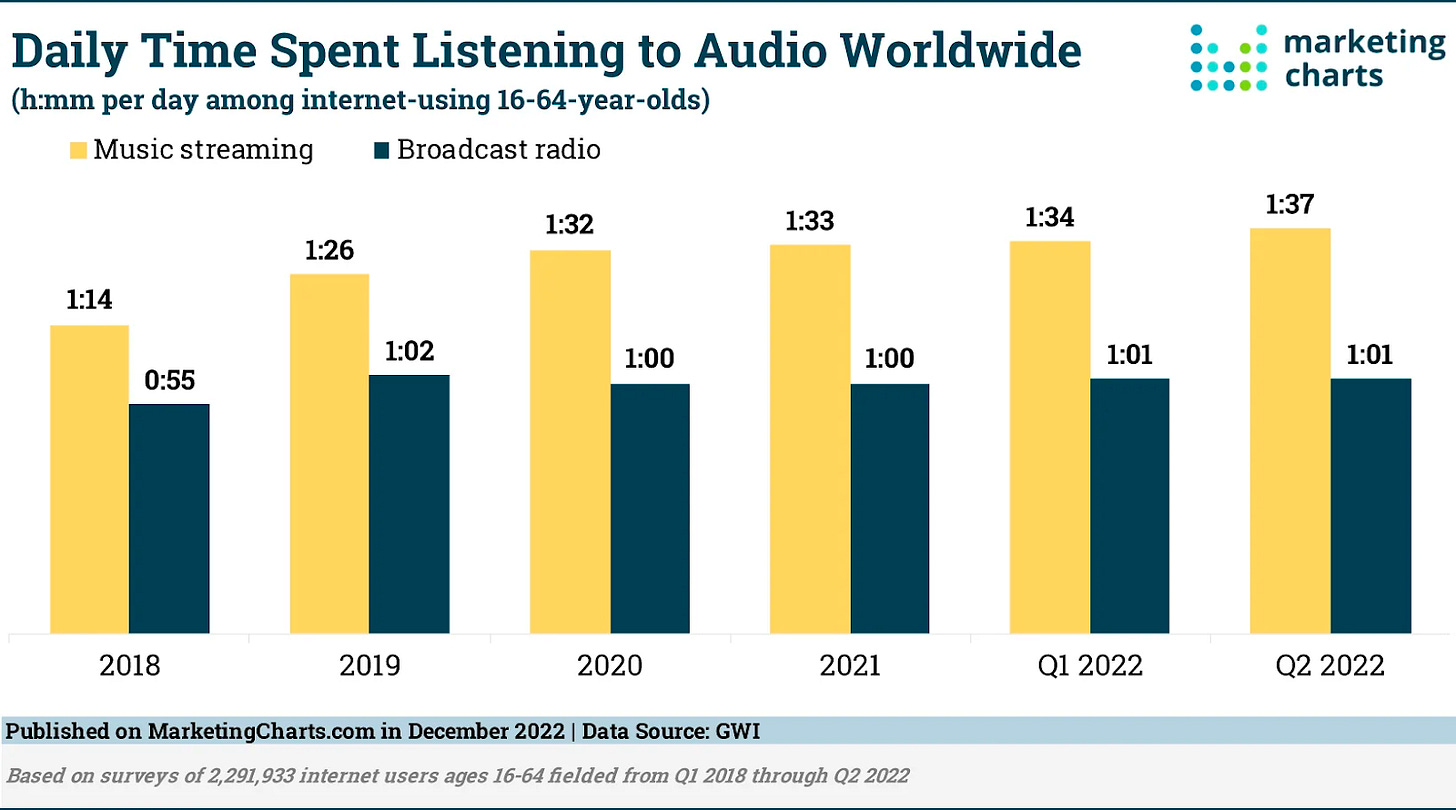 Daily Time Spent Listening to Audio Worldwide
(h:mm per day among internet-using 16-64-year-olds)
marketing
charts
Music streaming
Broadcast radio
1:14
0:55
1:26
1:02
1:32
1:00
1:33
1:00
1:34
1:01
1:37
1:01
2018
2019
2020
2021
Q1 2022
Q2 2022
Published on MarketingCharts.com in December 2022 | Data Source: GWI
Based on surveys of 2,291,933 internet users ages 16-64 fielded from Q1 2018 through Q2 2022